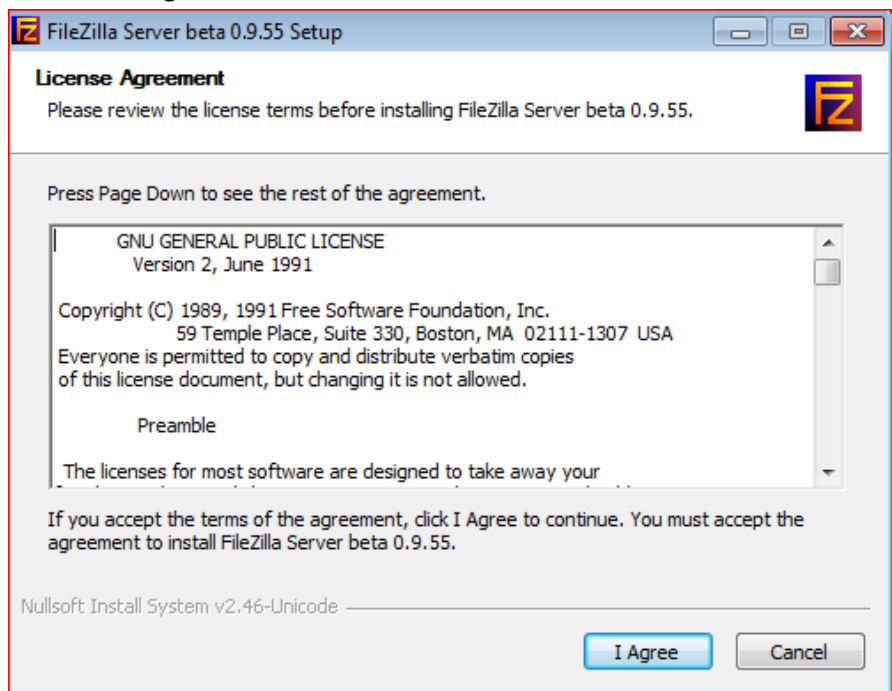 FileZilla Server beta 0.9.55 Setup
License Agreement
Please review the license terms before installing FileZilla Server beta 0.9.55.
FZ
Press Page Down to see the rest of the agreement.
GNU GENERAL PUBLIC LICENSE
Version 2, June 1991
Copyright (C) 1989, 1991 Free Software Foundation, Inc.
59 Temple Place, Suite 330, Boston, MA 02111-1307 USA
Everyone is permitted to copy and distribute verbatim copies
of this license document, but changing it is not allowed.
Preamble
The licenses for most software are designed to take away your
If you accept the terms of the agreement, click I Agree to continue. You must accept the
agreement to install FileZilla Server beta 0.9.55.
Nullsoft Install System v2.46-Unicode
I Agree
Cancel